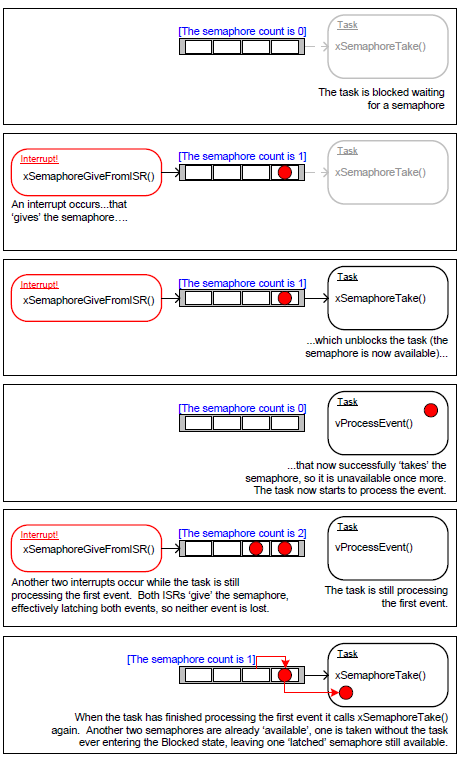 [The semaphore count is 0]
Task
xSemaphoreTake()
The task is blocked waiting
for a semaphore
[The semaphore count is 1]
Interrupt!
xSemaphoreGiveFromISR()
Task
xSemaphoreTake()
An interrupt occurs...that
'gives' the semaphore….
[The semaphore count is 1]
Interrupt!
xSemaphoreGiveFromISR()
Task
xSemaphoreTake()
...which unblocks the task (the
semaphore is now available)...
[The semaphore count is 0]
Task
vProcessEvent()
...that now successfully 'takes' the
semaphore, so it is unavailable once more.
The task now starts to process the event.
[The semaphore count is 2]
Interrupt!
xSemaphoreGiveFromISR()
Task
vProcessEvent()
Another two interrupts occur while the task is still
processing the first event.  Both ISRs 'give' the semaphore,
effectively latching both events, so neither event is lost.
The task is still processing
the first event.
[The semaphore count is 1]
Task
xSemaphoreTake()
When the task has finished processing the first event it calls xSemaphoreTake()
again.  Another two semaphores are already 'available', one is taken without the task
ever entering the Blocked state, leaving one 'latched' semaphore still available.